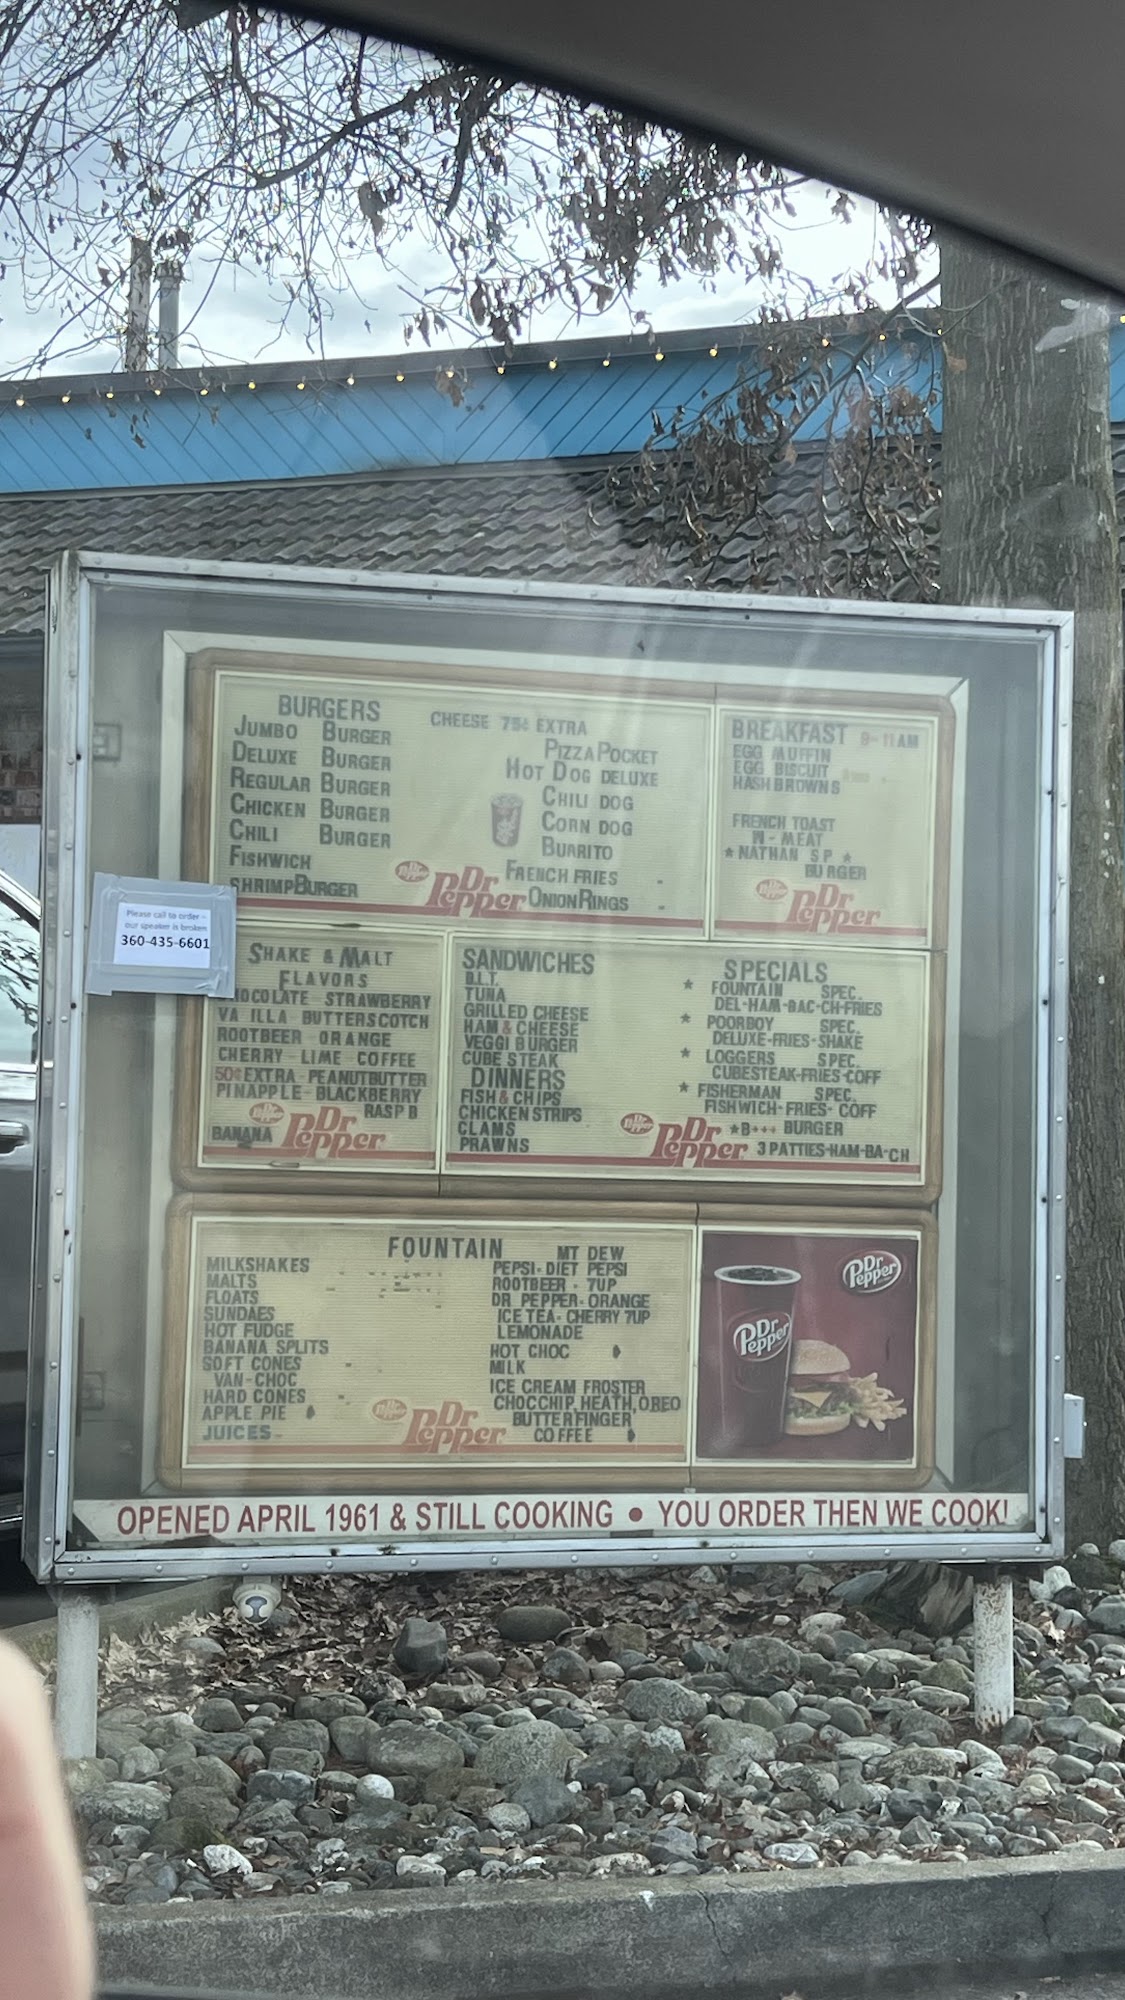 BURGERS
CHEESE 75¢ EXTRA
JUMBO BURGER
DELUXE BURGER
REGULAR BURGER
CHICKEN BURGER
CHILI BURGER
FISHWICH
SHRIMP BURGER
PIZZA POCKET
HOT DOG DELUXE
CHILI DOG
CORN DOG
BURRITO
FRENCH FRIES
ONION RINGS
Dr Pepper
BREAKFAST 9-11AM
EGG MUFFIN
EGG BISCUIT
HASHBROWNS
FRENCH TOAST
W-MEAT
★ NATHAN SP ★
BURGER
Dr Pepper
Please call to order -
our speaker is broken
360-435-6601
SHAKE & MALT
FLAVORS
HOCOLATE STRAWBERRY
VA ILLA BUTTERSCOTCH
ROOTBEER ORANGE
CHERRY LIME COFFEE
50¢ EXTRA-PEANUTBUTTER
PINAPPLE-BLACKBERRY
RASPB
BANANA
Dr Pepper
SANDWICHES
B.L.T.
TUNA
GRILLED CHEESE
HAM & CHEESE
VEGGI BURGER
CUBE STEAK
DINNERS
FISH & CHIPS
CHICKEN STRIPS
CLAMS
PRAWNS
SPECIALS
★ FOUNTAIN SPEC.
DEL-HAM-BAC-CH-FRIES
★ POORBOY SPEC.
DELUXE-FRIES-SHAKE
★ LOGGERS SPEC.
CUBESTEAK-FRIES-COFF
★ FISHERMAN SPEC.
FISHWICH-FRIES-COFF
★B+++ BURGER
3 PATTIES-HAM-BA-CH
Dr Pepper
FOUNTAIN
MILKSHAKES
MALTS
FLOATS
SUNDAES
HOT FUDGE
BANANA SPLITS
SOFT CONES
VAN-CHOC
HARD CONES
APPLE PIE
JUICES-
MT DEW
PEPSI-DIET PEPSI
ROOTBEER - 7UP
DR PEPPER-ORANGE
ICE TEA-CHERRY 7UP
LEMONADE
HOT CHOC
MILK
ICE CREAM FROSTER
CHOCCHIP, HEATH, OREO
BUTTERFINGER
COFFEE
Dr Pepper
Dr Pepper
Dr Pepper
OPENED APRIL 1961 & STILL COOKING • YOU ORDER THEN WE COOK!